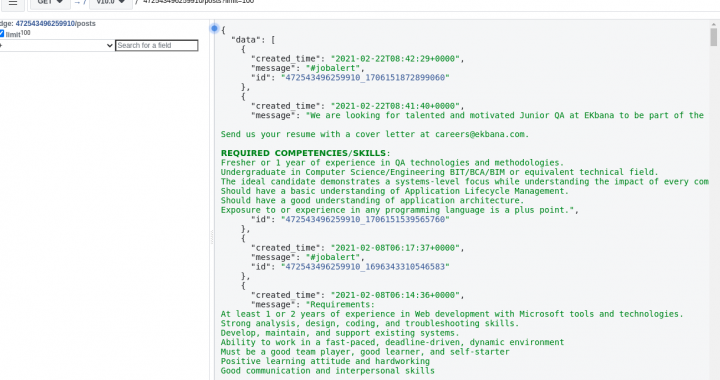 GET → / v10.0 / 472543496259910/posts?limit=100
dge: 472543496259910/posts
limit100
Search for a field
{
"data": [
{
"created_time": "2021-02-22T08:42:29+0000",
"message": "#jobalert",
"id": "472543496259910_1706151872899060"
},
{
"created_time": "2021-02-22T08:41:40+0000",
"message": "We are looking for talented and motivated Junior QA at EKbana to be part of the
Send us your resume with a cover letter at careers@ekbana.com.
REQUIRED COMPETENCIES/SKILLS:
Fresher or 1 year of experience in QA technologies and methodologies.
Undergraduate in Computer Science/Engineering BIT/BCA/BIM or equivalent technical field.
The ideal candidate demonstrates a systems-level focus while understanding the impact of every com
Should have a basic understanding of Application Lifecycle Management.
Should have a good understanding of application architecture.
Exposure to or experience in any programming language is a plus point.",
"id": "472543496259910_1706151539565760"
},
{
"created_time": "2021-02-08T06:17:37+0000",
"message": "#jobalert",
"id": "472543496259910_1696343310546583"
},
{
"created_time": "2021-02-08T06:14:36+0000",
"message": "Requirements:
At least 1 or 2 years of experience in Web development with Microsoft tools and technologies.
Strong analysis, design, coding, and troubleshooting skills.
Develop, maintain, and support existing systems.
Ability to work in a fast-paced, deadline-driven, dynamic environment
Must be a good team player, good learner, and self-starter
Positive learning attitude and hardworking
Good communication and interpersonal skills